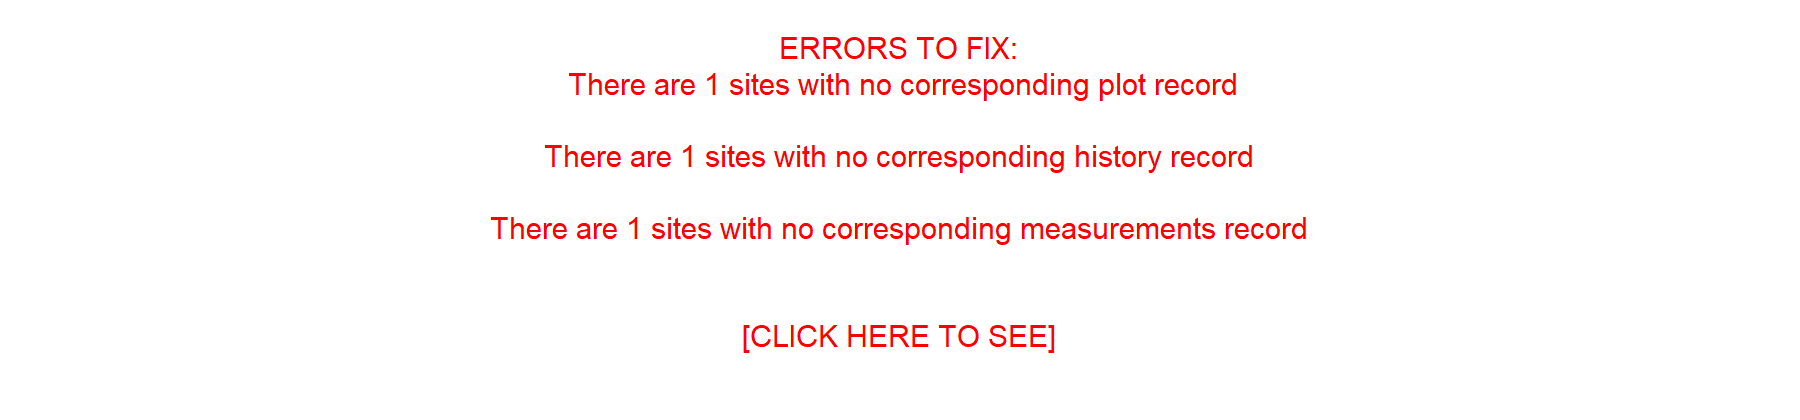 ERRORS TO FIX:
There are 1 sites with no corresponding plot record
There are 1 sites with no corresponding history record
There are 1 sites with no corresponding measurements record
[CLICK HERE TO SEE]